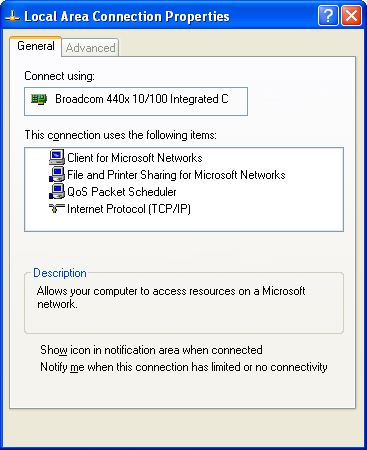 Local Area Connection Properties
General
Advanced
Connect using:
Broadcom 440x 10/100 Integrated C
This connection uses the following items:
Client for Microsoft Networks
File and Printer Sharing for Microsoft Networks
QoS Packet Scheduler
Internet Protocol (TCP/IP)
Description
Allows your computer to access resources on a Microsoft
network.
Show icon in notification area when connected
Notify me when this connection has limited or no connectivity